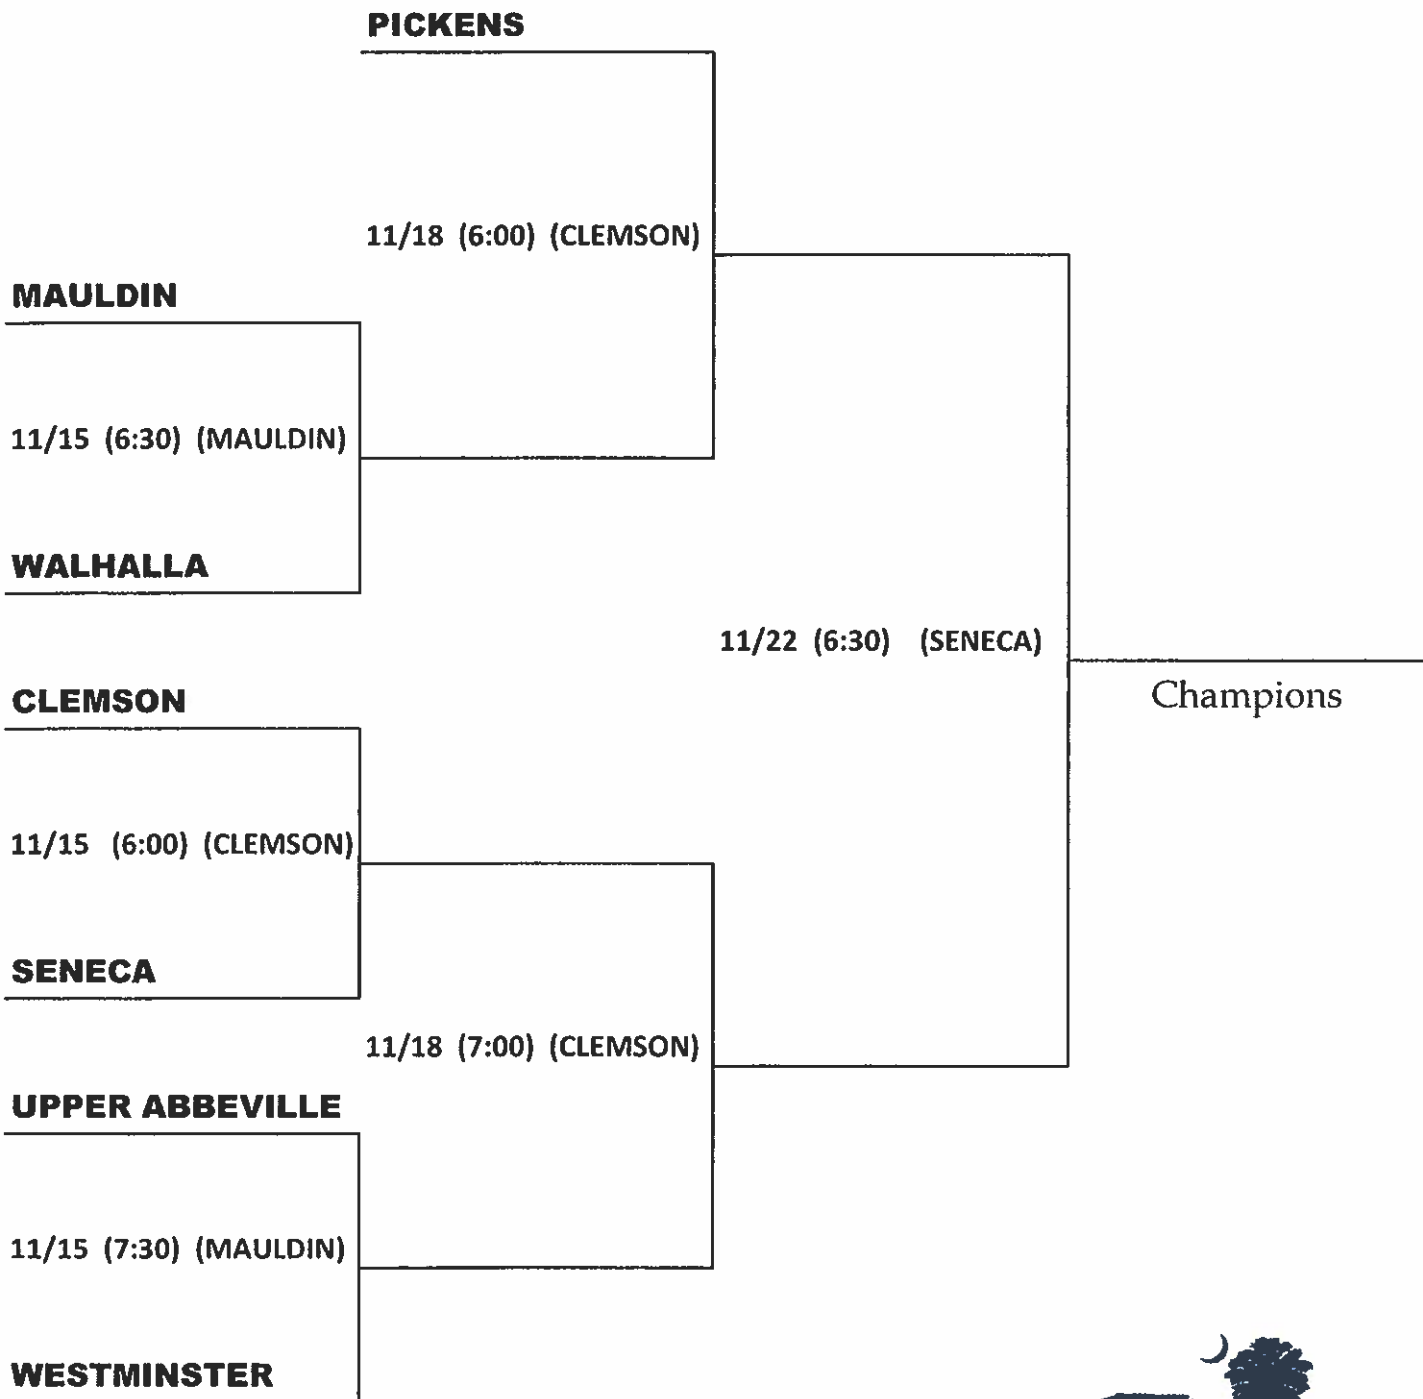 PICKENS
11/18 (6:00) (CLEMSON)
MAULDIN
11/15 (6:30) (MAULDIN)
WALHALLA
11/22 (6:30) (SENECA)
Champions
CLEMSON
11/15 (6:00) (CLEMSON)
SENECA
11/18 (7:00) (CLEMSON)
UPPER ABBEVILLE
11/15 (7:30) (MAULDIN)
WESTMINSTER